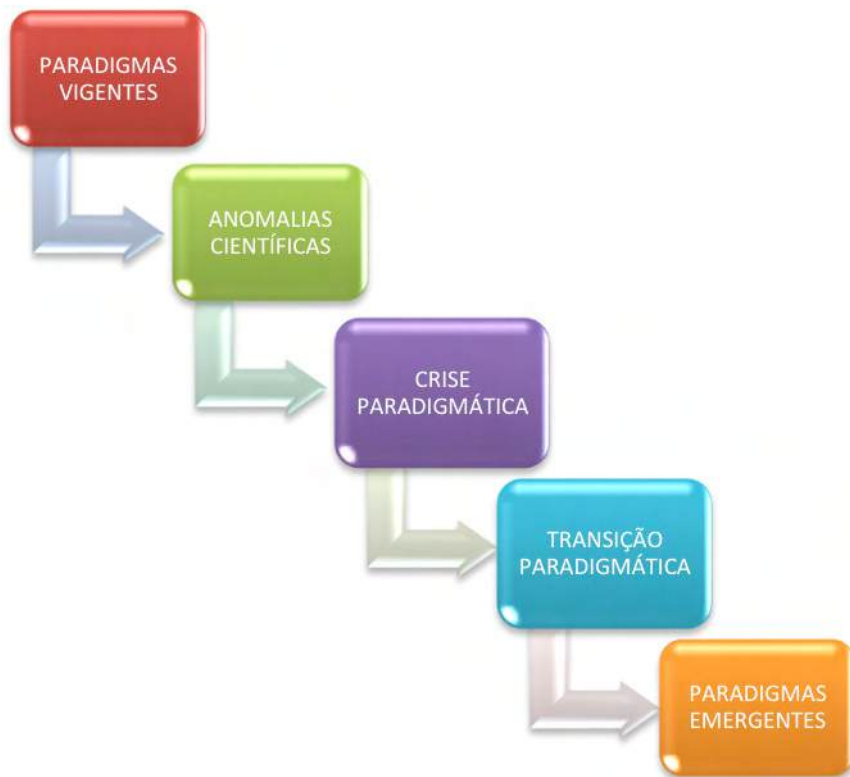 PARADIGMAS
VIGENTES
ANOMALIAS
CIENTÍFICAS
CRISE
PARADIGMÁTICA
TRANSIÇÃO
PARADIGMÁTICA
PARADIGMAS
EMERGENTES